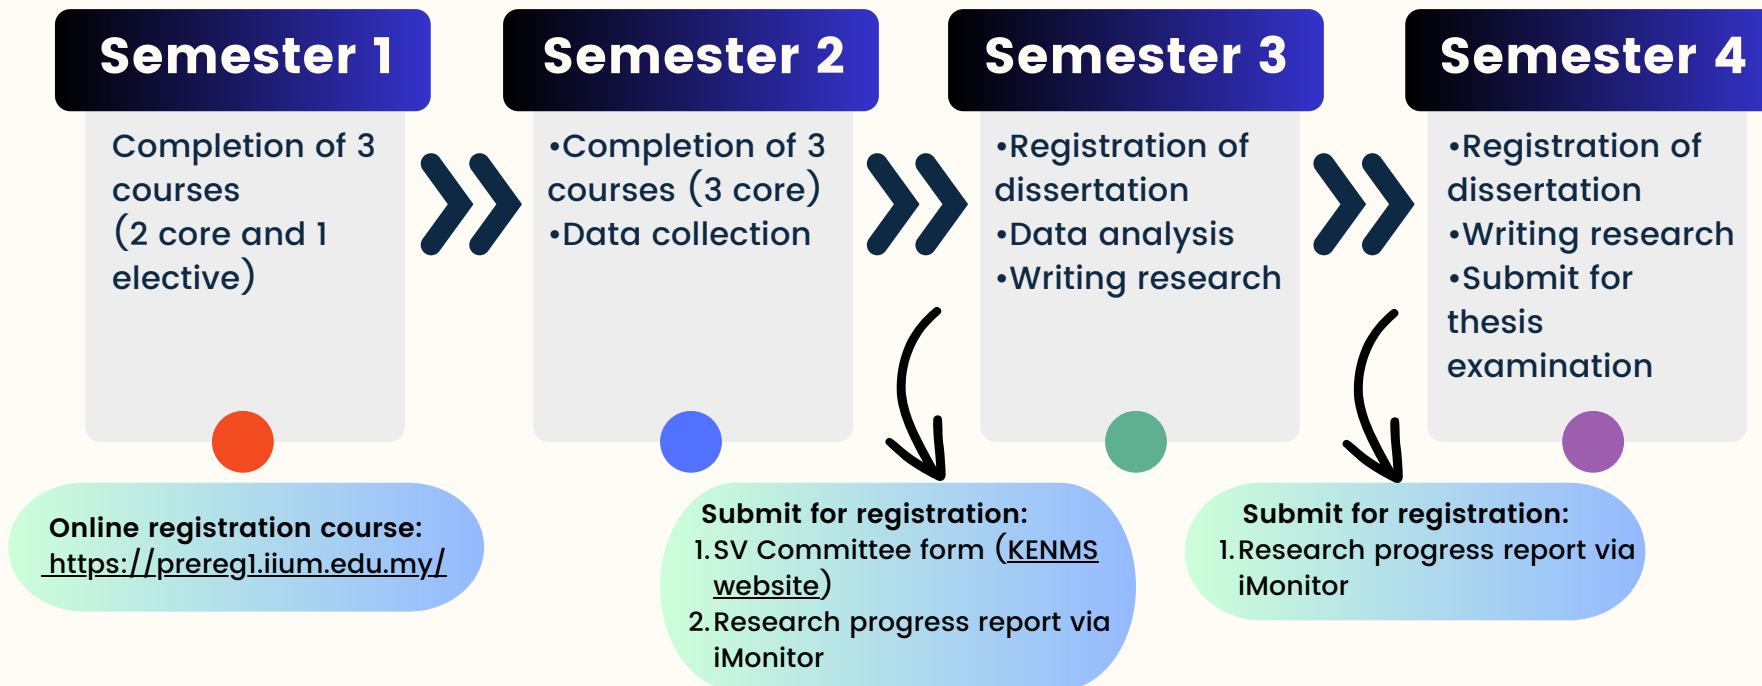 Semester 1
Completion of 3
courses
(2 core and 1
elective)
Semester 2
•Completion of 3
courses (3 core)
•Data collection
Semester 3
•Registration of
dissertation
•Data analysis
•Writing research
Semester 4
•Registration of
dissertation
•Writing research
•Submit for
thesis
examination
Online registration course:
https://prereg1.iium.edu.my/
Submit for registration:
1.SV Committee form (KENMS
website)
2.Research progress report via
iMonitor
Submit for registration:
1.Research progress report via
iMonitor